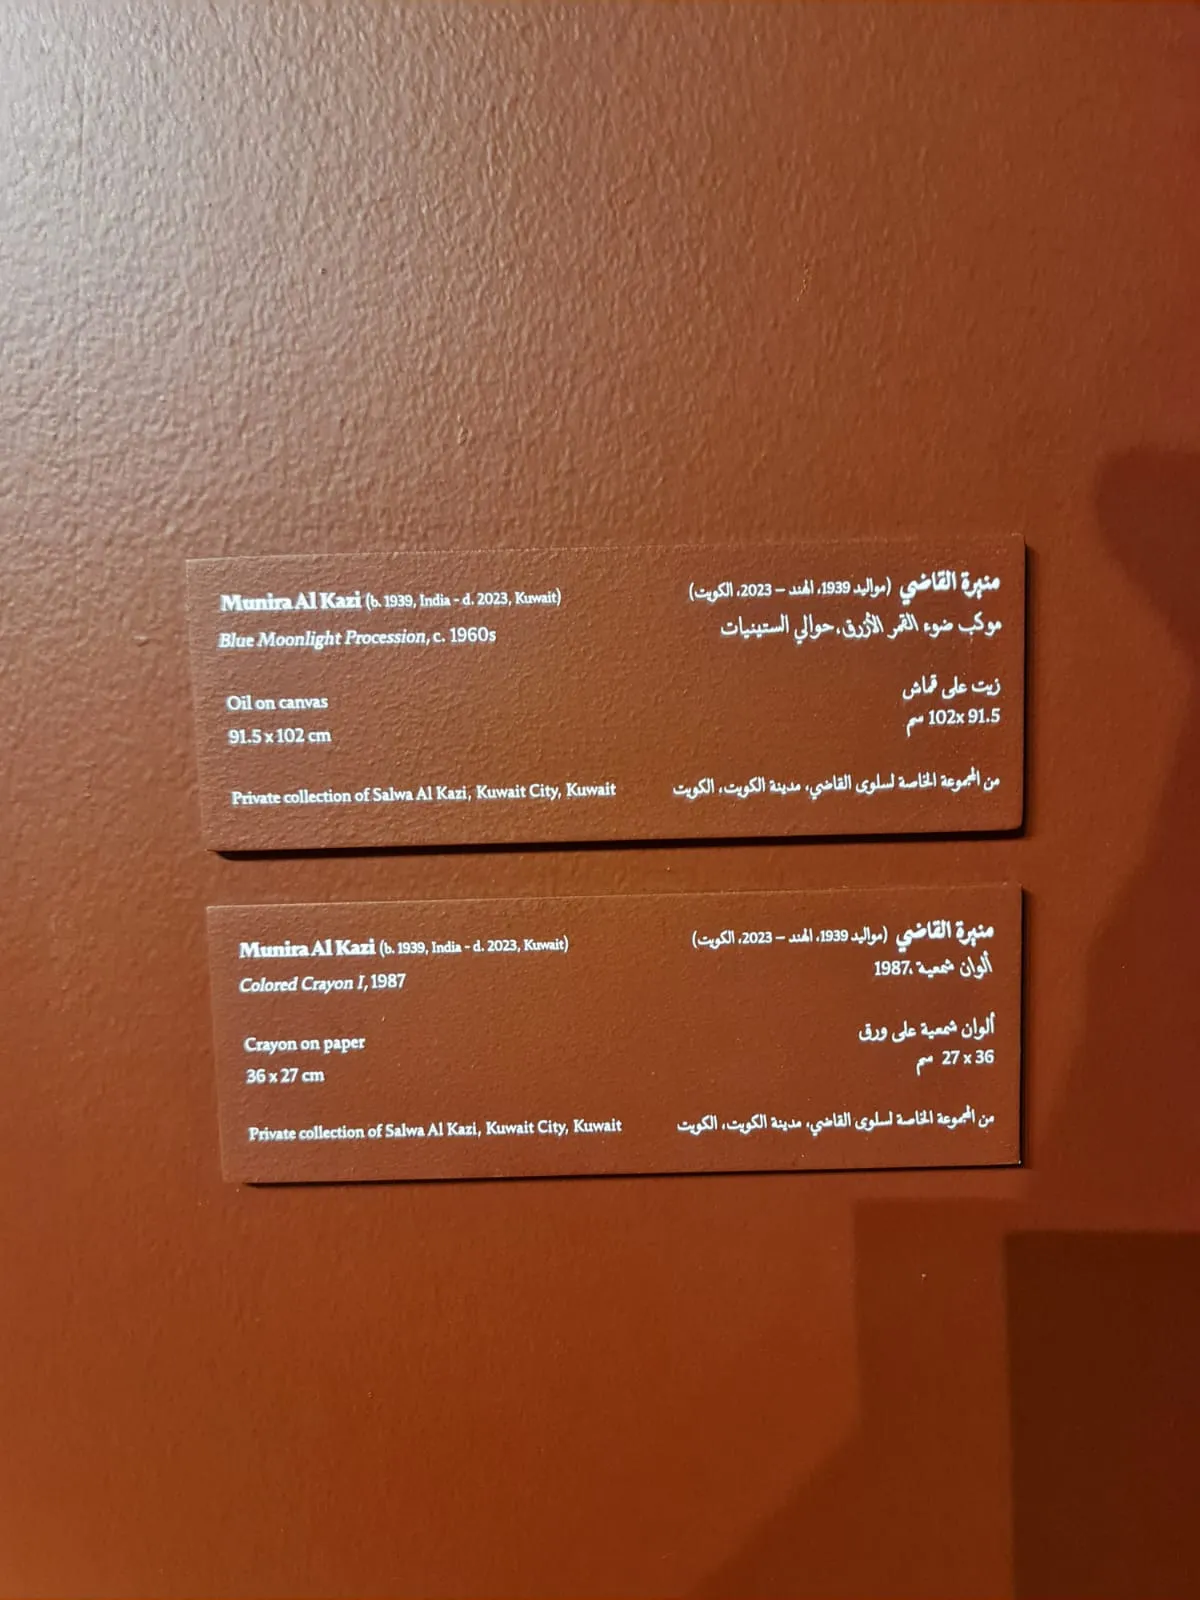 Munira Al Kazi (b. 1939, India - d. 2023, Kuwait)
Blue Moonlight Procession, c. 1960s
Oil on canvas
91.5 x 102 cm
Private collection of Salwa Al Kazi, Kuwait City, Kuwait
منيرة القاضي (مواليد 1939، الهند – 2023، الكويت)
موكب ضوء القمر الأزرق، حوالي الستينيات
زيت على قماش
102x 91.5 سم
من المجموعة الخاصة لسلوى القاضي، مدينة الكويت، الكويت
Munira Al Kazi (b. 1939, India - d. 2023, Kuwait)
Colored Crayon I, 1987
Crayon on paper
36 x 27 cm
Private collection of Salwa Al Kazi, Kuwait City, Kuwait
منيرة القاضي (مواليد 1939، الهند – 2023، الكويت)
ألوان شمعية ،1987
ألوان شمعية على ورق
27 x 36 سم
من المجموعة الخاصة لسلوى القاضي، مدينة الكويت، الكويت